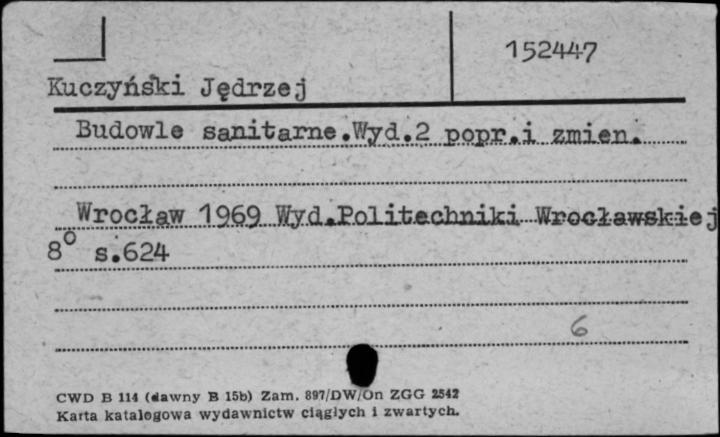 152447
Kuczyński Jędrzej
Budowle sanitarne.Wyd.2 popr.i zmien.
Wrocław 1969 Wyd.Politechniki Wrocławskiej
8° s.624
6
CWD B 114 (dawny B 15b) Zam. 897/DW/On ZGG 2542
Karta katalogowa wydawnictw ciągłych i zwartych.